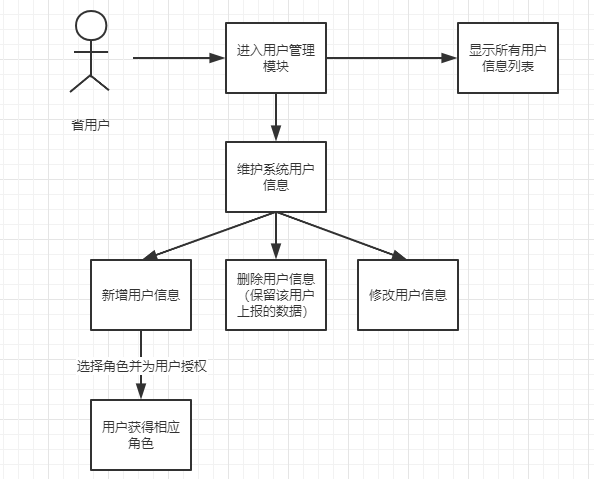 进入用户管理
模块
显示所有用户
信息列表
省用户
维护系统用户
信息
新增用户信息
删除用户信息
（保留该用户
上报的数据）
修改用户信息
选择角色并为用户授权
用户获得相应
角色